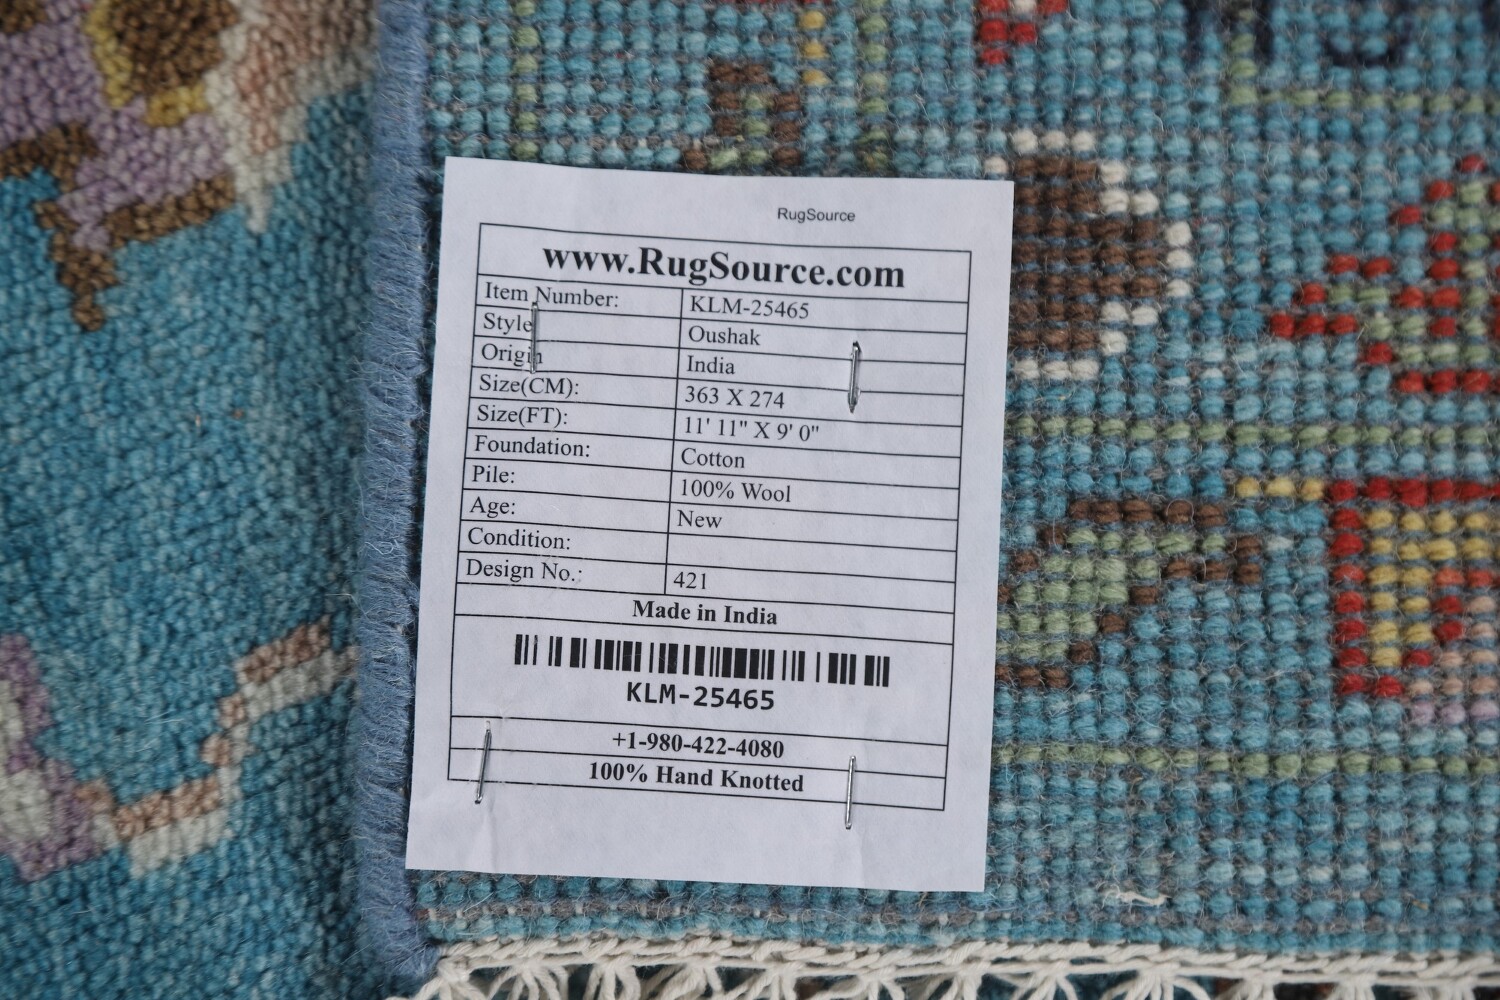 RugSource
www.RugSource.com
Item Number: KLM-25465
Style Oushak
Origin India
Size(CM): 363 X 274
Size(FT): 11' 11" X 9' 0"
Foundation: Cotton
Pile: 100% Wool
Age: New
Condition:
Design No.: 421
Made in India
KLM-25465
+1-980-422-4080
100% Hand Knotted